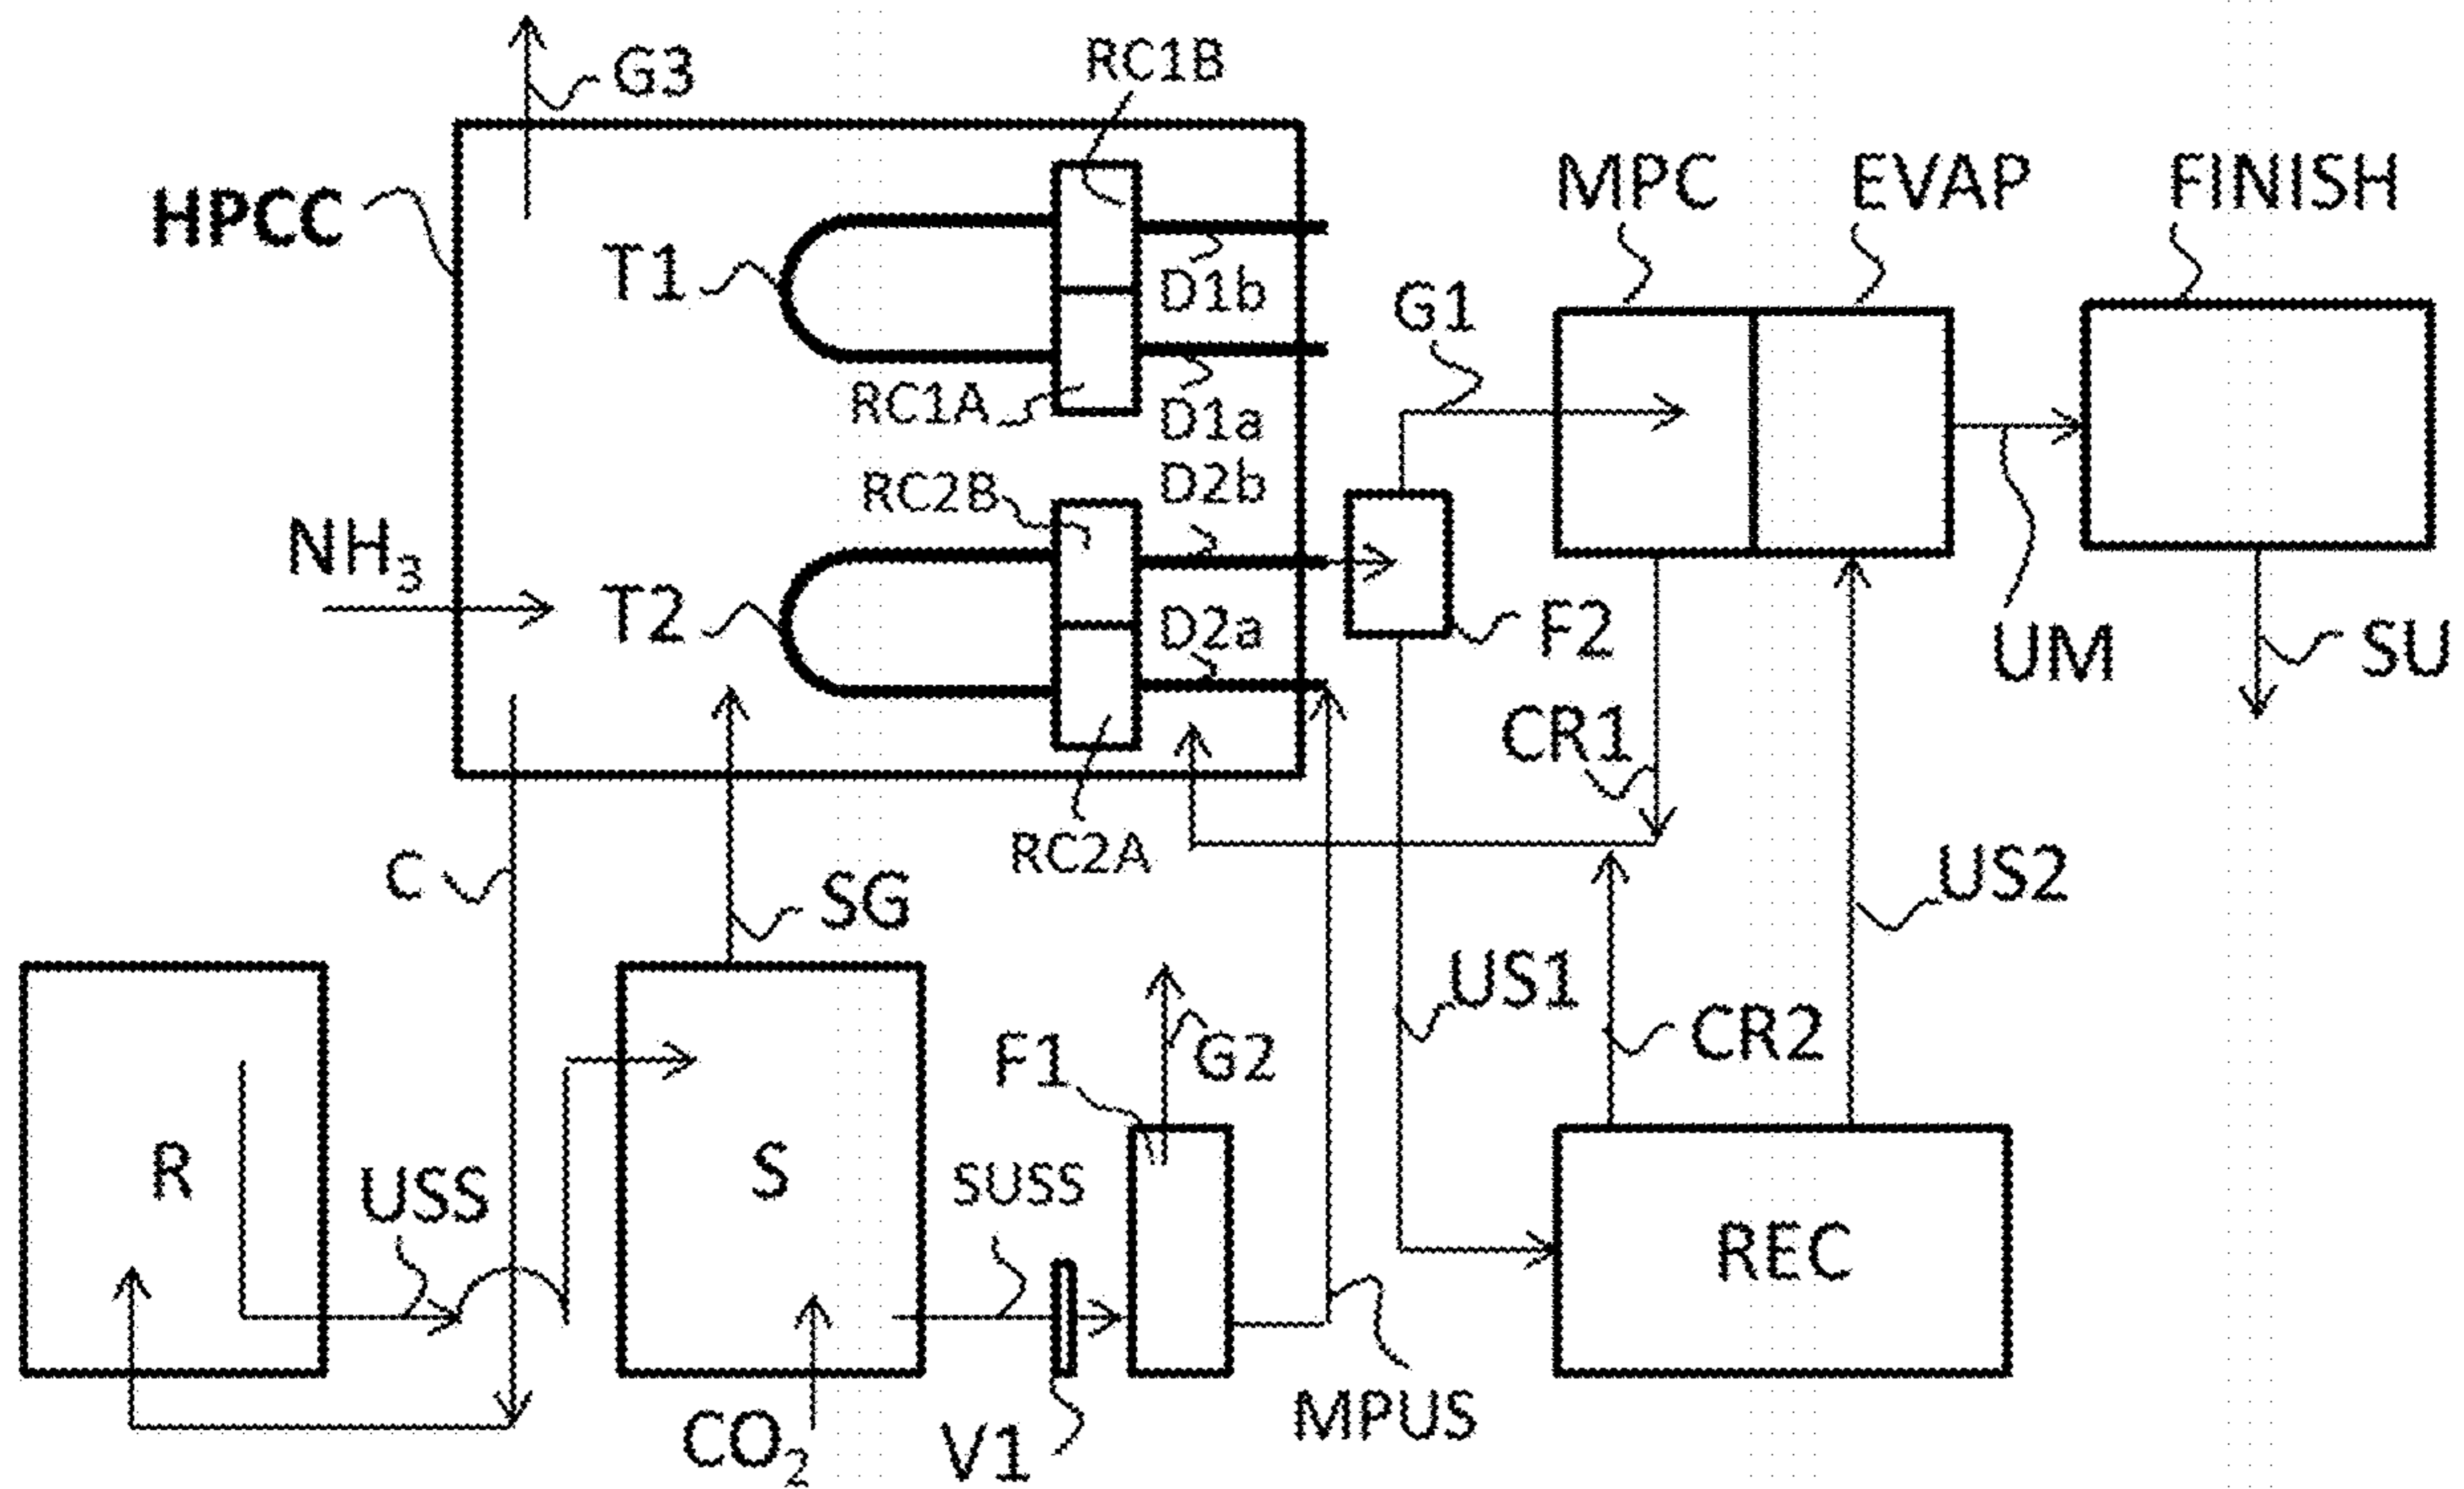 G3
RC1B
HPCC
MPC
EVAP
FINISH
T1
D1b
G1
RC1A
D1a
RC2B
D2b
NH₃
T2
D2a
F2
UM
SU
CR1
RC2A
C
SG
US2
US1
CR2
F1
G2
R
USS
S
SUSS
REC
CO₂
V1
MPUS